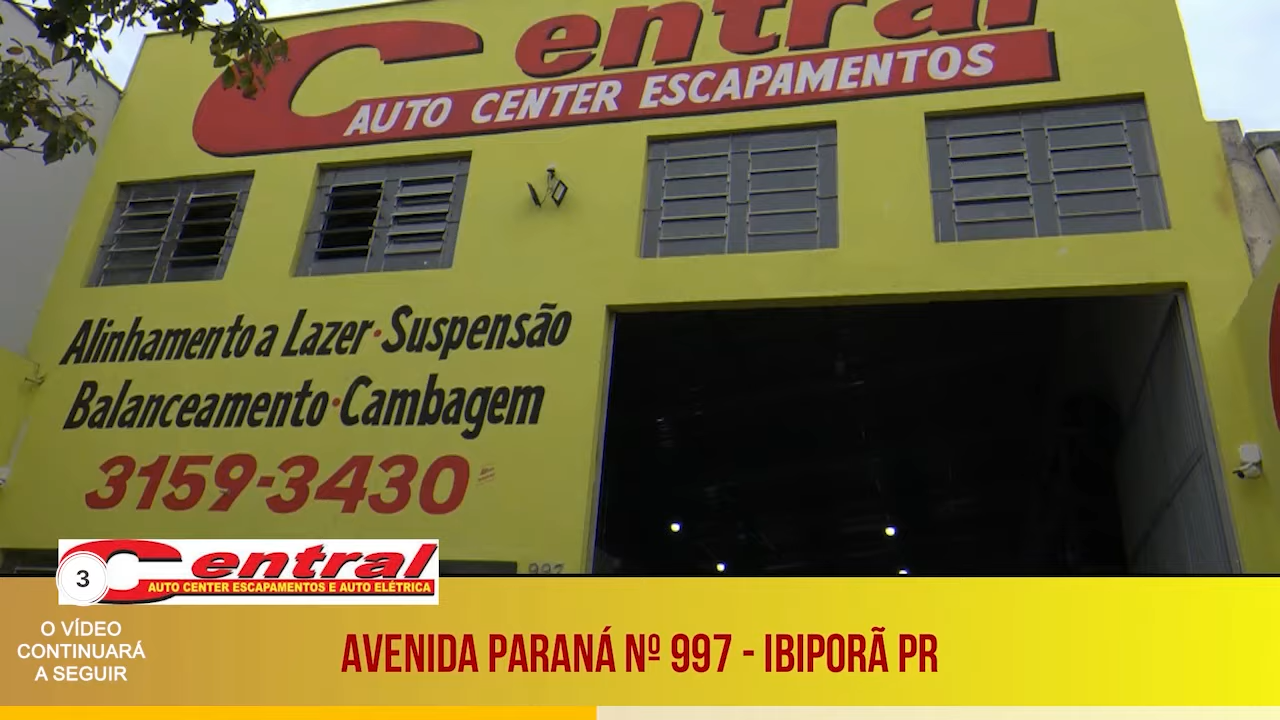 Central
AUTO CENTER ESCAPAMENTOS
Alinhamento a Lazer · Suspensão
Balanceamento · Cambagem
3159-3430
997
Central
AUTO CENTER ESCAPAMENTOS E AUTO ELÉTRICA
3
O VÍDEO
CONTINUARÁ
A SEGUIR
AVENIDA PARANÁ Nº 997 - IBIPORÃ PR